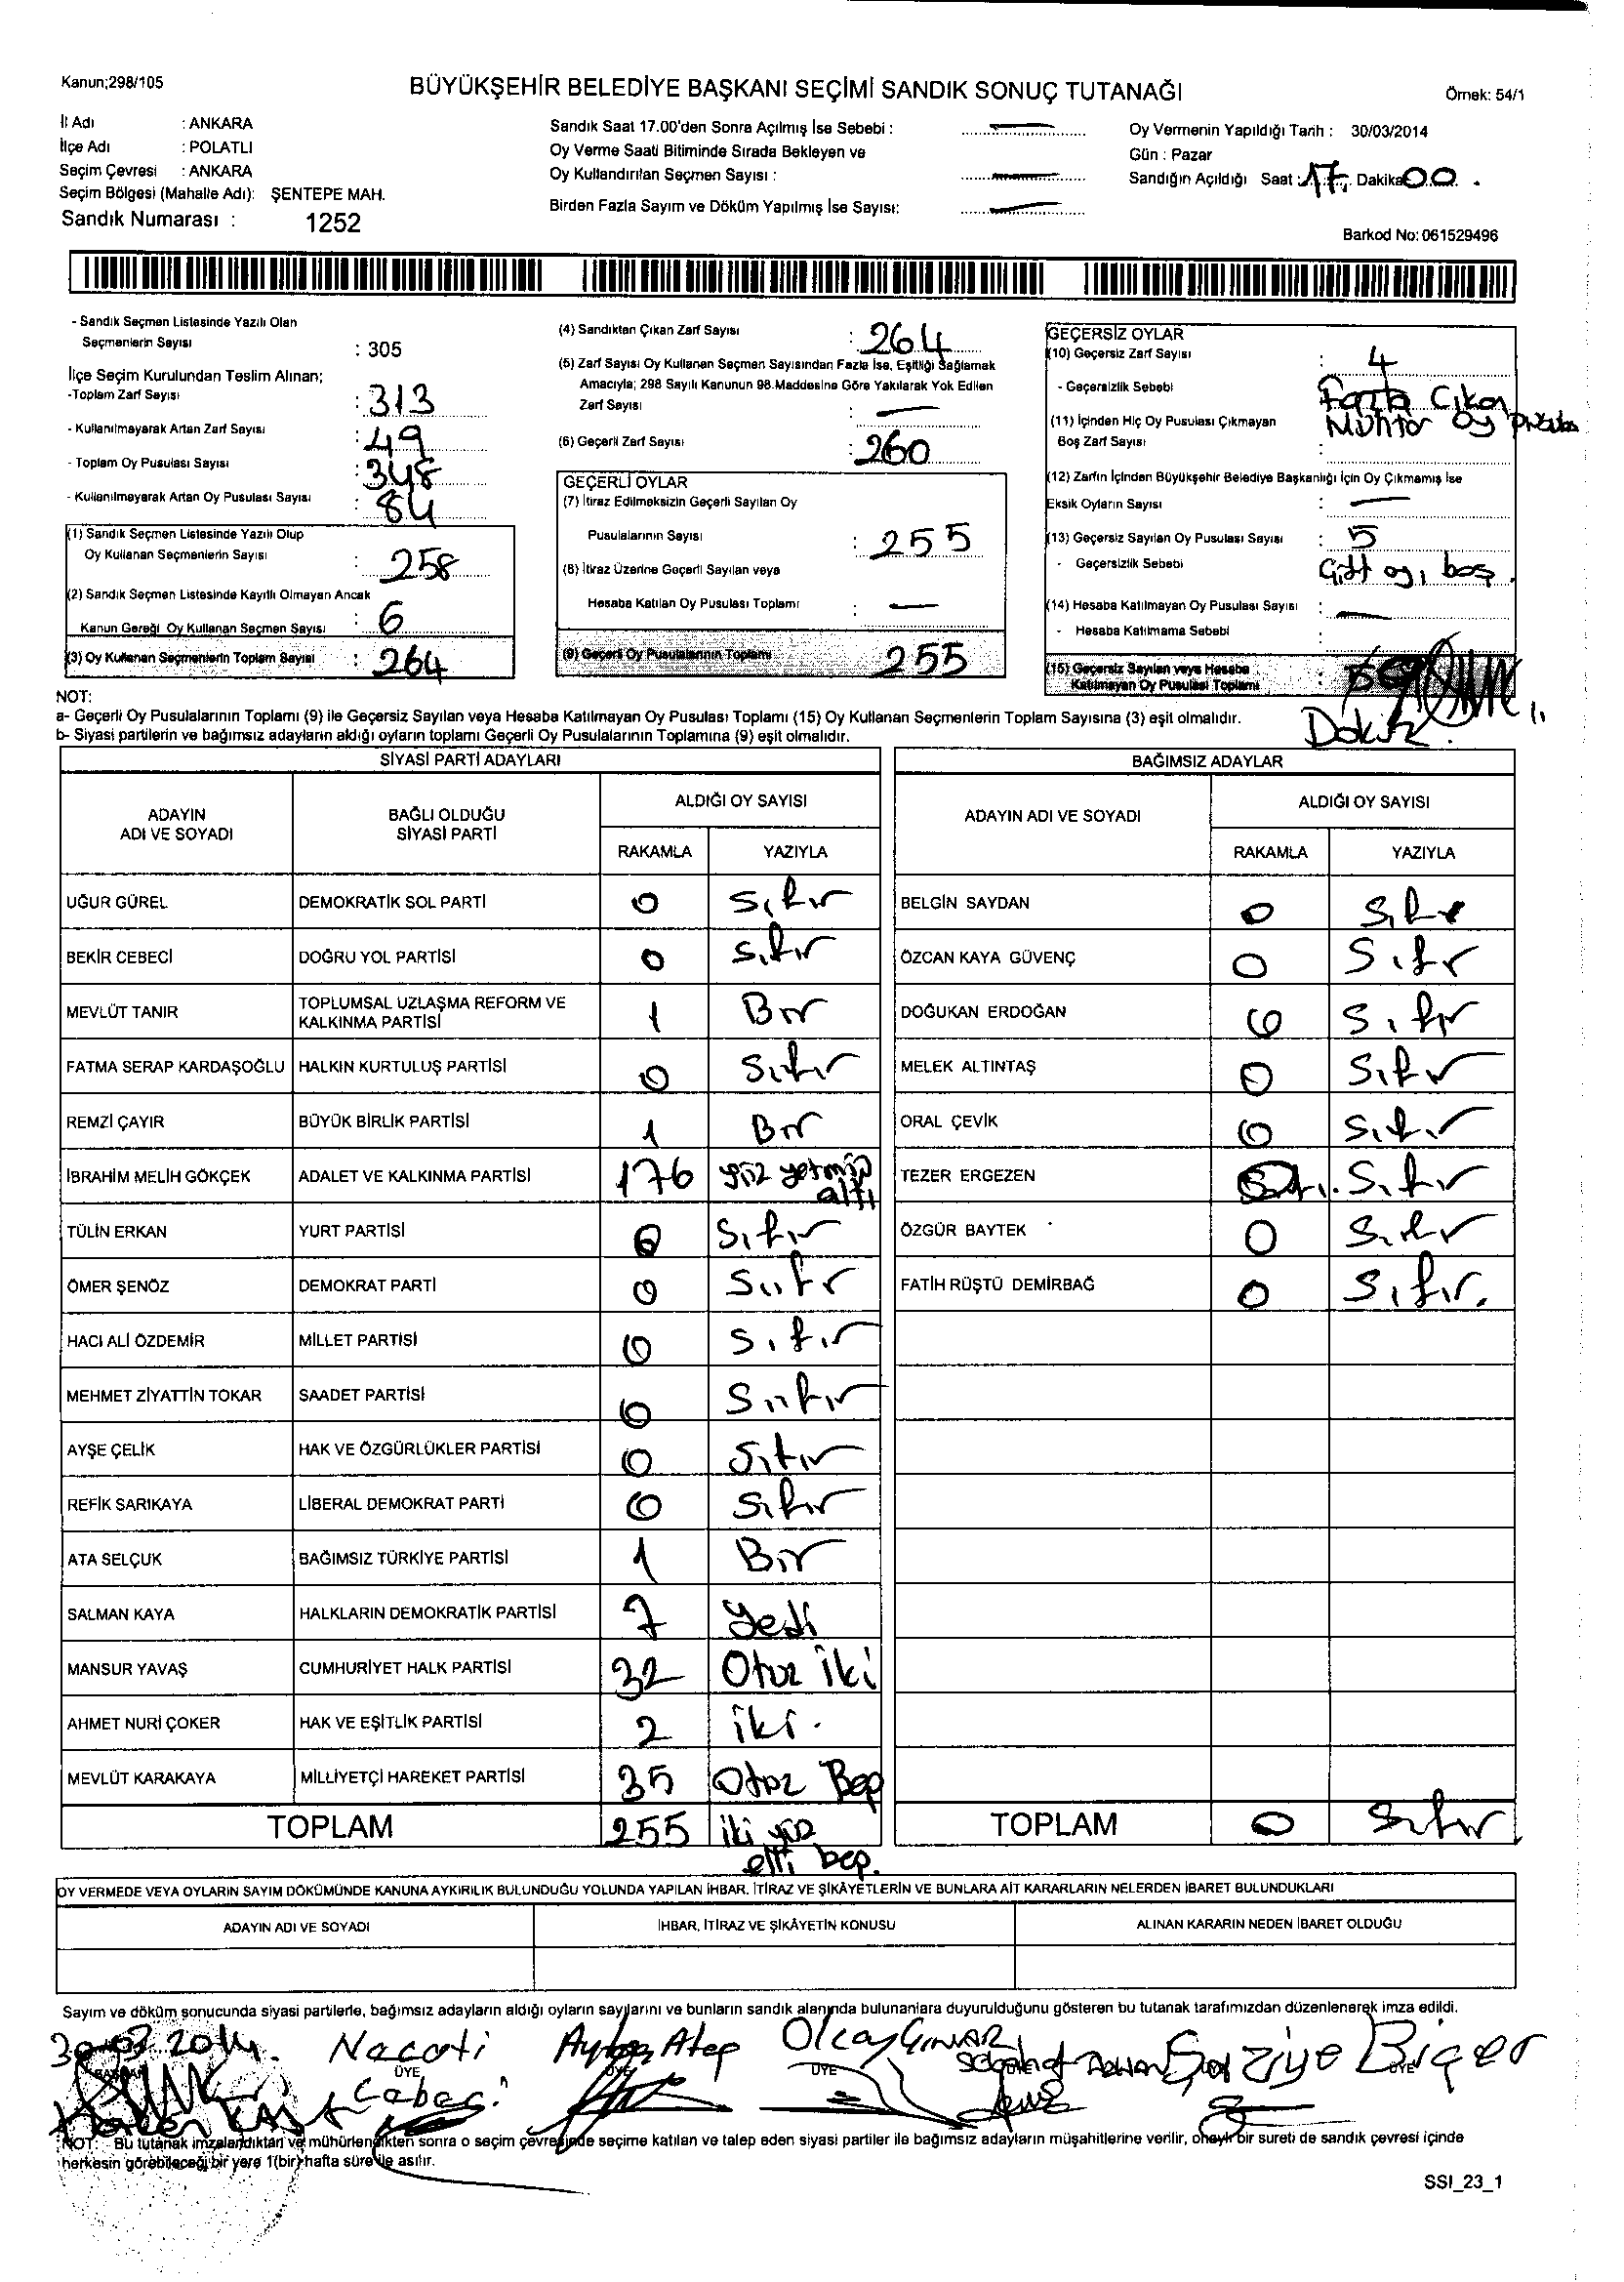 Kanun;298/105
BÜYÜKŞEHİR BELEDİYE BAŞKANI SEÇİMİ SANDIK SONUÇ TUTANAĞI
Örnek: 54/1
İl Adı : ANKARA
İlçe Adı : POLATLI
Seçim Çevresi : ANKARA
Seçim Bölgesi (Mahalle Adı): ŞENTEPE MAH.
Sandık Numarası : 1252
Sandık Saat 17.00'den Sonra Açılmış İse Sebebi : —
Oy Verme Saati Bitiminde Sırada Bekleyen ve
Oy Kullandırılan Seçmen Sayısı : —
Birden Fazla Sayım ve Döküm Yapılmış İse Sayısı: —
Oy Vermenin Yapıldığı Tarih : 30/03/2014
Gün : Pazar
Sandığın Açıldığı Saat : 17 Dakika 00 .
Barkod No: 061529496
- Sandık Seçmen Listesinde Yazılı Olan
Seçmenlerin Sayısı : 305
İlçe Seçim Kurulundan Teslim Alınan;
-Toplam Zarf Sayısı : 313
- Kullanılmayarak Artan Zarf Sayısı : 49
- Toplam Oy Pusulası Sayısı : 348
- Kullanılmayarak Artan Oy Pusulası Sayısı : 84
(1) Sandık Seçmen Listesinde Yazılı Olup
Oy Kullanan Seçmenlerin Sayısı : 258
(2) Sandık Seçmen Listesinde Kayıtlı Olmayan Ancak
Kanun Gereği Oy Kullanan Seçmen Sayısı : 6
(3) Oy Kullanan Seçmenlerin Toplam Sayısı : 264
(4) Sandıktan Çıkan Zarf Sayısı : 264
(5) Zarf Sayısı Oy Kullanan Seçmen Sayısından Fazla İse, Eşitliği Sağlamak
Amacıyla; 298 Sayılı Kanunun 98.Maddesine Göre Yakılarak Yok Edilen
Zarf Sayısı : —
(6) Geçerli Zarf Sayısı : 260
GEÇERLİ OYLAR
(7) İtiraz Edilmeksizin Geçerli Sayılan Oy
Pusulalarının Sayısı : 255
(8) İtiraz Üzerine Geçerli Sayılan veya
Hesaba Katılan Oy Pusulası Toplamı : —
(9) Geçerli Oy Pusulalarının Toplamı 255
GEÇERSİZ OYLAR
(10) Geçersiz Zarf Sayısı : 4
- Geçersizlik Sebebi : Fazla Çıkan
(11) İçinden Hiç Oy Pusulası Çıkmayan Muhtar Oy
Boş Zarf Sayısı :
(12) Zarfın İçinden Büyükşehir Belediye Başkanlığı İçin Oy Çıkmamış İse
Eksik Oyların Sayısı : —
(13) Geçersiz Sayılan Oy Pusulası Sayısı : 5
- Geçersizlik Sebebi : Çift oy, boş .
(14) Hesaba Katılmayan Oy Pusulası Sayısı : —
- Hesaba Katılmama Sebebi :
(15) Geçersiz Sayılan veya Hesaba
Katılmayan Oy Pusulası Toplamı :
NOT:
a- Geçerli Oy Pusulalarının Toplamı (9) ile Geçersiz Sayılan veya Hesaba Katılmayan Oy Pusulası Toplamı (15) Oy Kullanan Seçmenlerin Toplam Sayısına (3) eşit olmalıdır.
b- Siyasi partilerin ve bağımsız adayların aldığı oyların toplamı Geçerli Oy Pusulalarının Toplamına (9) eşit olmalıdır.
SİYASİ PARTİ ADAYLARI
ADAYIN ADI VE SOYADI BAĞLI OLDUĞU SİYASİ PARTİ ALDIĞI OY SAYISI
RAKAMLA YAZIYLA
UĞUR GÜREL DEMOKRATİK SOL PARTİ 0 Sıfır
BEKİR CEBECİ DOĞRU YOL PARTİSİ 0 Sıfır
MEVLÜT TANIR TOPLUMSAL UZLAŞMA REFORM VE KALKINMA PARTİSİ 1 Bir
FATMA SERAP KARDAŞOĞLU HALKIN KURTULUŞ PARTİSİ 0 Sıfır
REMZİ ÇAYIR BÜYÜK BİRLİK PARTİSİ 1 Bir
İBRAHİM MELİH GÖKÇEK ADALET VE KALKINMA PARTİSİ 176 yüz yetmiş altı
TÜLİN ERKAN YURT PARTİSİ 0 Sıfır
ÖMER ŞENÖZ DEMOKRAT PARTİ 0 Sıfır
HACI ALİ ÖZDEMİR MİLLET PARTİSİ 0 Sıfır
MEHMET ZİYATTİN TOKAR SAADET PARTİSİ 0 Sıfır
AYŞE ÇELİK HAK VE ÖZGÜRLÜKLER PARTİSİ 0 Sıfır
REFİK SARIKAYA LİBERAL DEMOKRAT PARTİ 0 Sıfır
ATA SELÇUK BAĞIMSIZ TÜRKİYE PARTİSİ 1 Bir
SALMAN KAYA HALKLARIN DEMOKRATİK PARTİSİ 7 Yedi
MANSUR YAVAŞ CUMHURİYET HALK PARTİSİ 32 Otuz iki
AHMET NURİ ÇOKER HAK VE EŞİTLİK PARTİSİ 2 iki.
MEVLÜT KARAKAYA MİLLİYETÇİ HAREKET PARTİSİ 35 Otuz Beş
TOPLAM 255 iki yüz elli beş.
BAĞIMSIZ ADAYLAR
ADAYIN ADI VE SOYADI ALDIĞI OY SAYISI
RAKAMLA YAZIYLA
BELGİN SAYDAN 0 Sıfır
ÖZCAN KAYA GÜVENÇ 0 Sıfır
DOĞUKAN ERDOĞAN 0 Sıfır
MELEK ALTINTAŞ 0 Sıfır
ORAL ÇEVİK 0 Sıfır
TEZER ERGEZEN Sıfır
ÖZGÜR BAYTEK 0 Sıfır
FATİH RÜŞTÜ DEMİRBAĞ 0 Sıfır.
TOPLAM 0 Sıfır
OY VERMEDE VEYA OYLARIN SAYIM DÖKÜMÜNDE KANUNA AYKIRILIK BULUNDUĞU YOLUNDA YAPILAN İHBAR, İTİRAZ VE ŞİKÂYETLERİN VE BUNLARA AİT KARARLARIN NELERDEN İBARET BULUNDUKLARI
ADAYIN ADI VE SOYADI İHBAR, İTİRAZ VE ŞİKÂYETİN KONUSU ALINAN KARARIN NEDEN İBARET OLDUĞU
Sayım ve döküm sonucunda siyasi partilerle, bağımsız adayların aldığı oyların sayılarını ve bunların sandık alanında bulunanlara duyurulduğunu gösteren bu tutanak tarafımızdan düzenlenerek imza edildi.
30.03.2014. Necati Olcay Çınar Biçer
BAŞKAN ÜYE ÜYE ÜYE ÜYE
NOT: Bu tutanak imzalandıktan ve mühürlendikten sonra o seçim çevresinde seçime katılan ve talep eden siyasi partiler ile bağımsız adayların müşahitlerine verilir, onaylı bir sureti de sandık çevresi içinde
herkesin görebileceği bir yere 1(bir) hafta süre ile asılır.
SSI_23_1